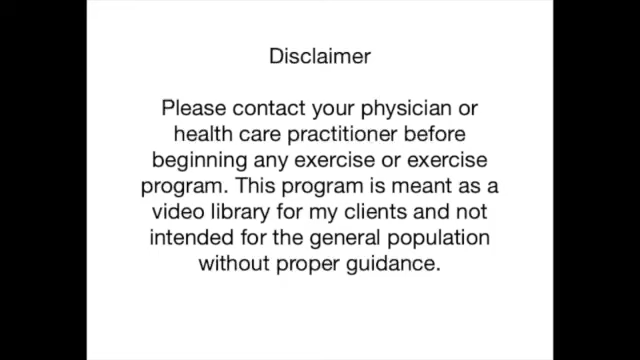 Disclaimer
Please contact your physician or
health care practitioner before
beginning any exercise or exercise
program. This program is meant as a
video library for my clients and not
intended for the general population
without proper guidance.